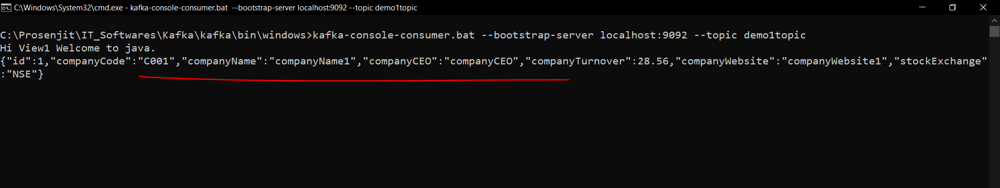 C:\Windows\System32\cmd.exe - kafka-console-consumer.bat  --bootstrap-server localhost:9092 --topic demo1topic
C:\Prosenjit\IT_Softwares\Kafka\kafka\bin\windows>kafka-console-consumer.bat --bootstrap-server localhost:9092 --topic demo1topic
Hi View1 Welcome to java.
{"id":1,"companyCode":"C001","companyName":"companyName1","companyCEO":"companyCEO","companyTurnover":28.56,"companyWebsite":"companyWebsite1","stockExchange"
:"NSE"}